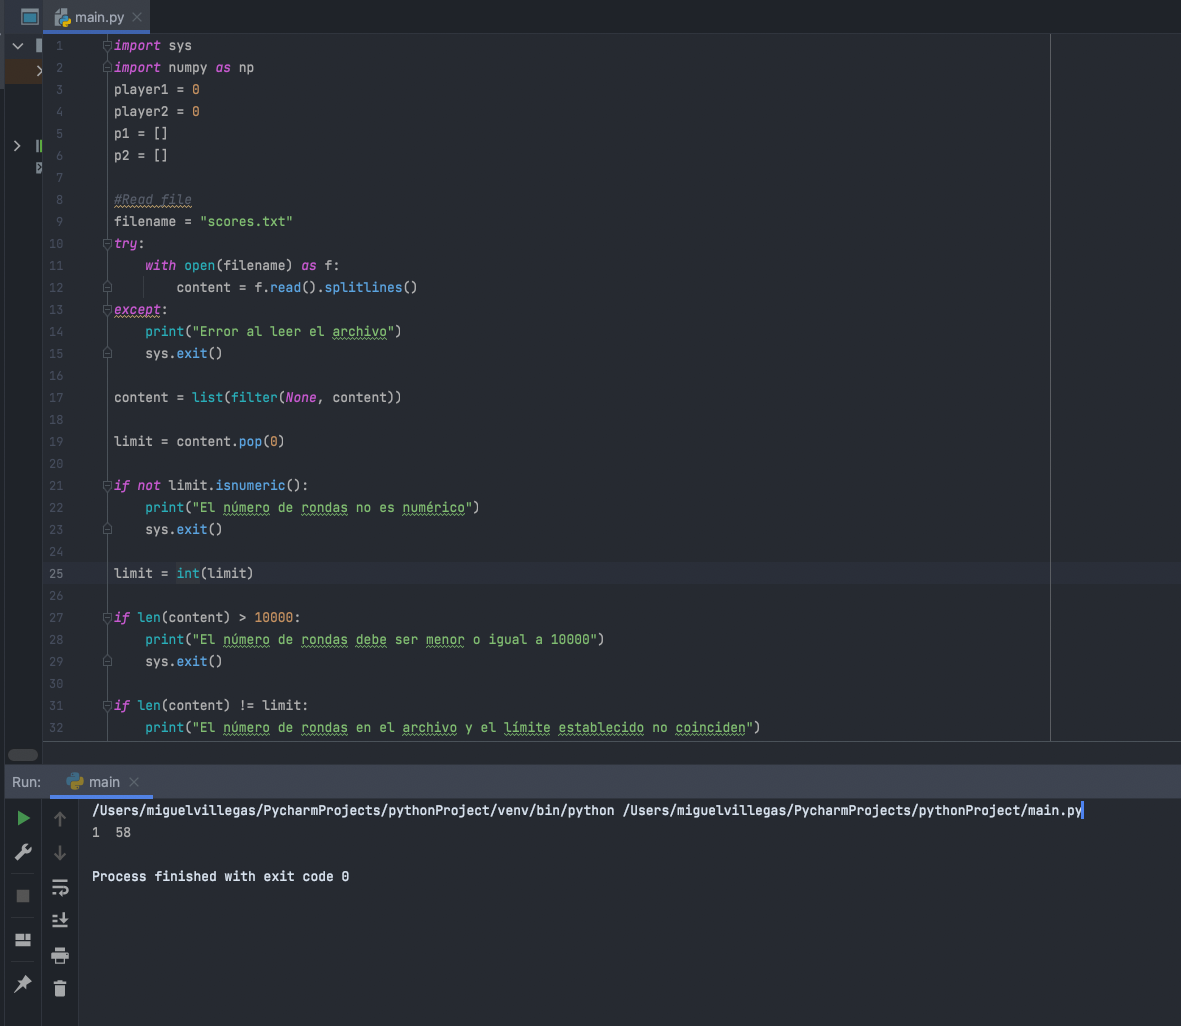 main.py
1 import sys
2 import numpy as np
3 player1 = 0
4 player2 = 0
5 p1 = []
6 p2 = []
7
8 #Read file
9 filename = "scores.txt"
10 try:
11     with open(filename) as f:
12         content = f.read().splitlines()
13 except:
14     print("Error al leer el archivo")
15     sys.exit()
16
17 content = list(filter(None, content))
18
19 limit = content.pop(0)
20
21 if not limit.isnumeric():
22     print("El número de rondas no es numérico")
23     sys.exit()
24
25 limit = int(limit)
26
27 if len(content) > 10000:
28     print("El número de rondas debe ser menor o igual a 10000")
29     sys.exit()
30
31 if len(content) != limit:
32     print("El número de rondas en el archivo y el límite establecido no coinciden")
Run: main
/Users/miguelvillegas/PycharmProjects/pythonProject/venv/bin/python /Users/miguelvillegas/PycharmProjects/pythonProject/main.py
1  58
Process finished with exit code 0